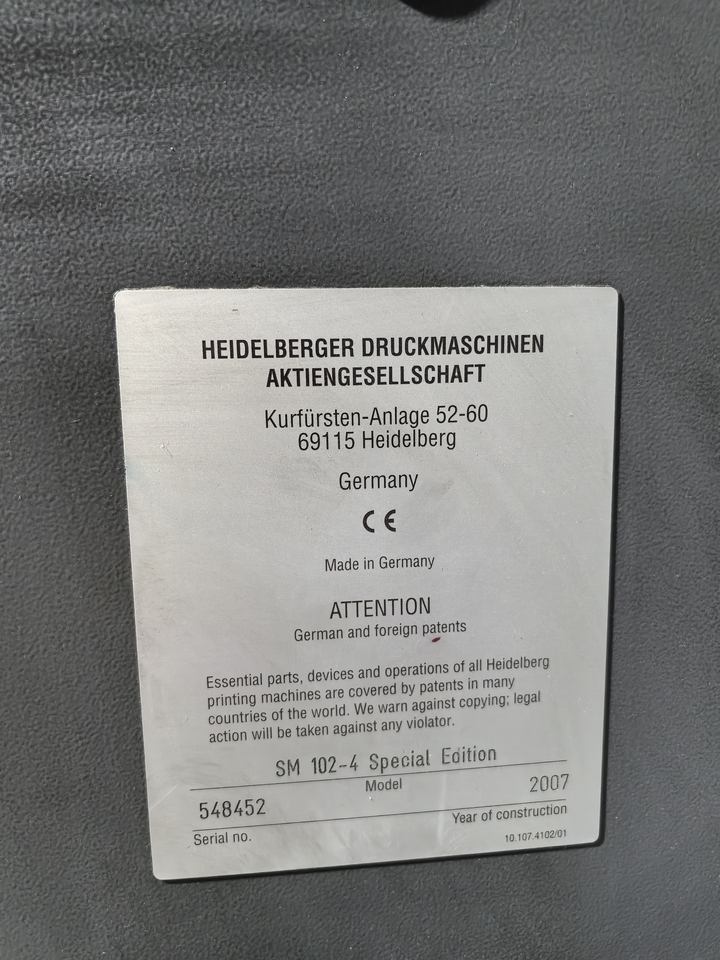 HEIDELBERGER DRUCKMASCHINEN
AKTIENGESELLSCHAFT
Kurfürsten-Anlage 52-60
69115 Heidelberg
Germany
CE
Made in Germany
ATTENTION
German and foreign patents
Essential parts, devices and operations of all Heidelberg
printing machines are covered by patents in many
countries of the world. We warn against copying; legal
action will be taken against any violator.
SM 102-4 Special Edition
Model
548452
2007
Serial no.
Year of construction
10.107.4102/01